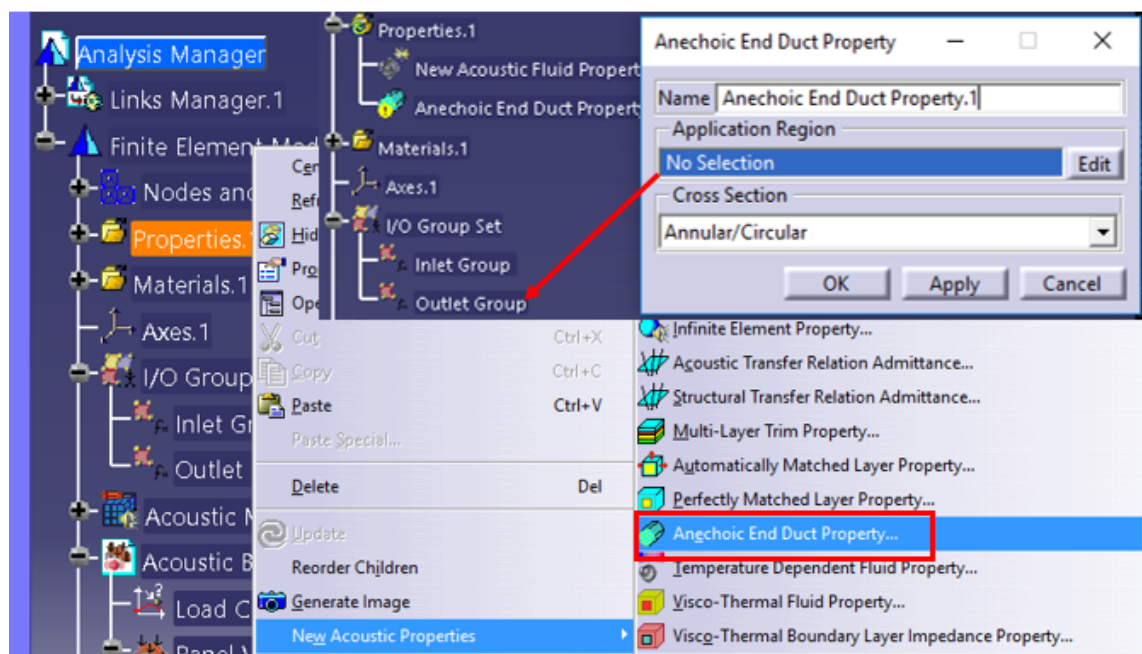 Analysis Manager
Links Manager.1
Finite Element
Nodes and
Properties.
Materials.1
Axes.1
I/O Group
Inlet
Outlet
Acoustic
Acoustic
Load
Panel
Properties.1
New Acoustic Fluid
Anechoic End Duct
Materials.1
Axes.1
I/O Group Set
Inlet Group
Outlet Group
Anechoic End Duct Property
Name Anechoic End Duct Property.1
Application Region
No Selection Edit
Cross Section
Annular/Circular
OK Apply Cancel
Cut Ctrl+X
Copy Ctrl+C
Paste Ctrl+V
Paste Special...
Delete Del
Update
Reorder Children
Generate Image
New Acoustic Properties
Infinite Element Property...
Acoustic Transfer Relation Admittance...
Structural Transfer Relation Admittance...
Multi-Layer Trim Property...
Automatically Matched Layer Property...
Perfectly Matched Layer Property...
Anechoic End Duct Property...
Temperature Dependent Fluid Property...
Visco-Thermal Fluid Property...
Visco-Thermal Boundary Layer Impedance Property...